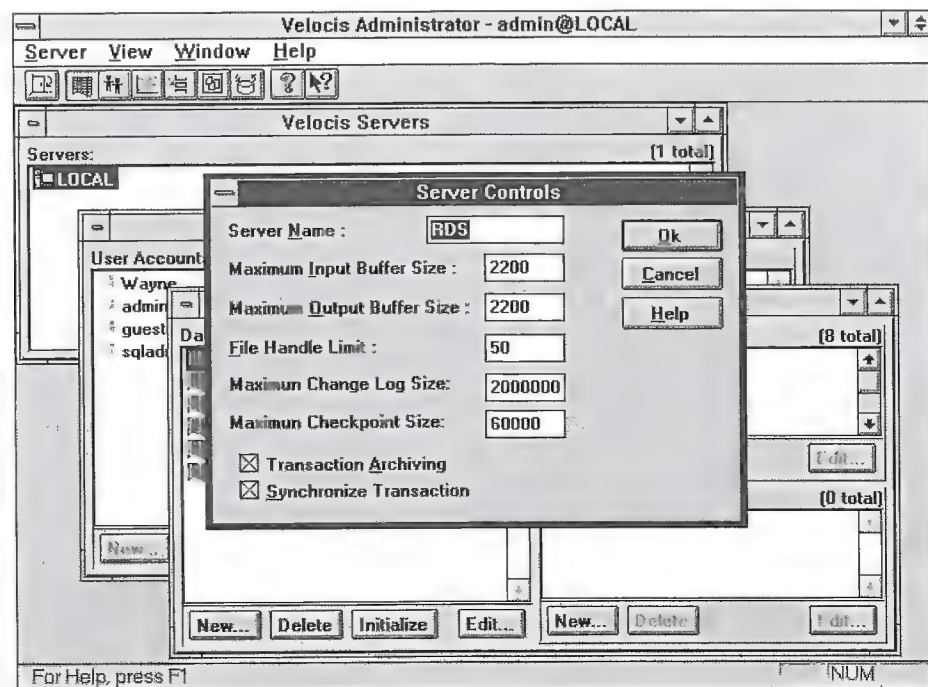 Velocis Administrator - admin@LOCAL
Server View Window Help
Velocis Servers
Servers: (1 total)
LOCAL
Server Controls
Server Name : RDS
Ok
Maximum Input Buffer Size : 2200
Cancel
Maximum Output Buffer Size : 2200
Help
File Handle Limit : 50
Maximun Change Log Size: 2000000
Maximun Checkpoint Size: 60000
Transaction Archiving
Synchronize Transaction
User Account
Wayne
admin
guest
sqlad
New...
Da
(8 total)
Edit...
(0 total)
New... Delete Initialize Edit...
New... Delete Edit...
For Help, press F1 NUM